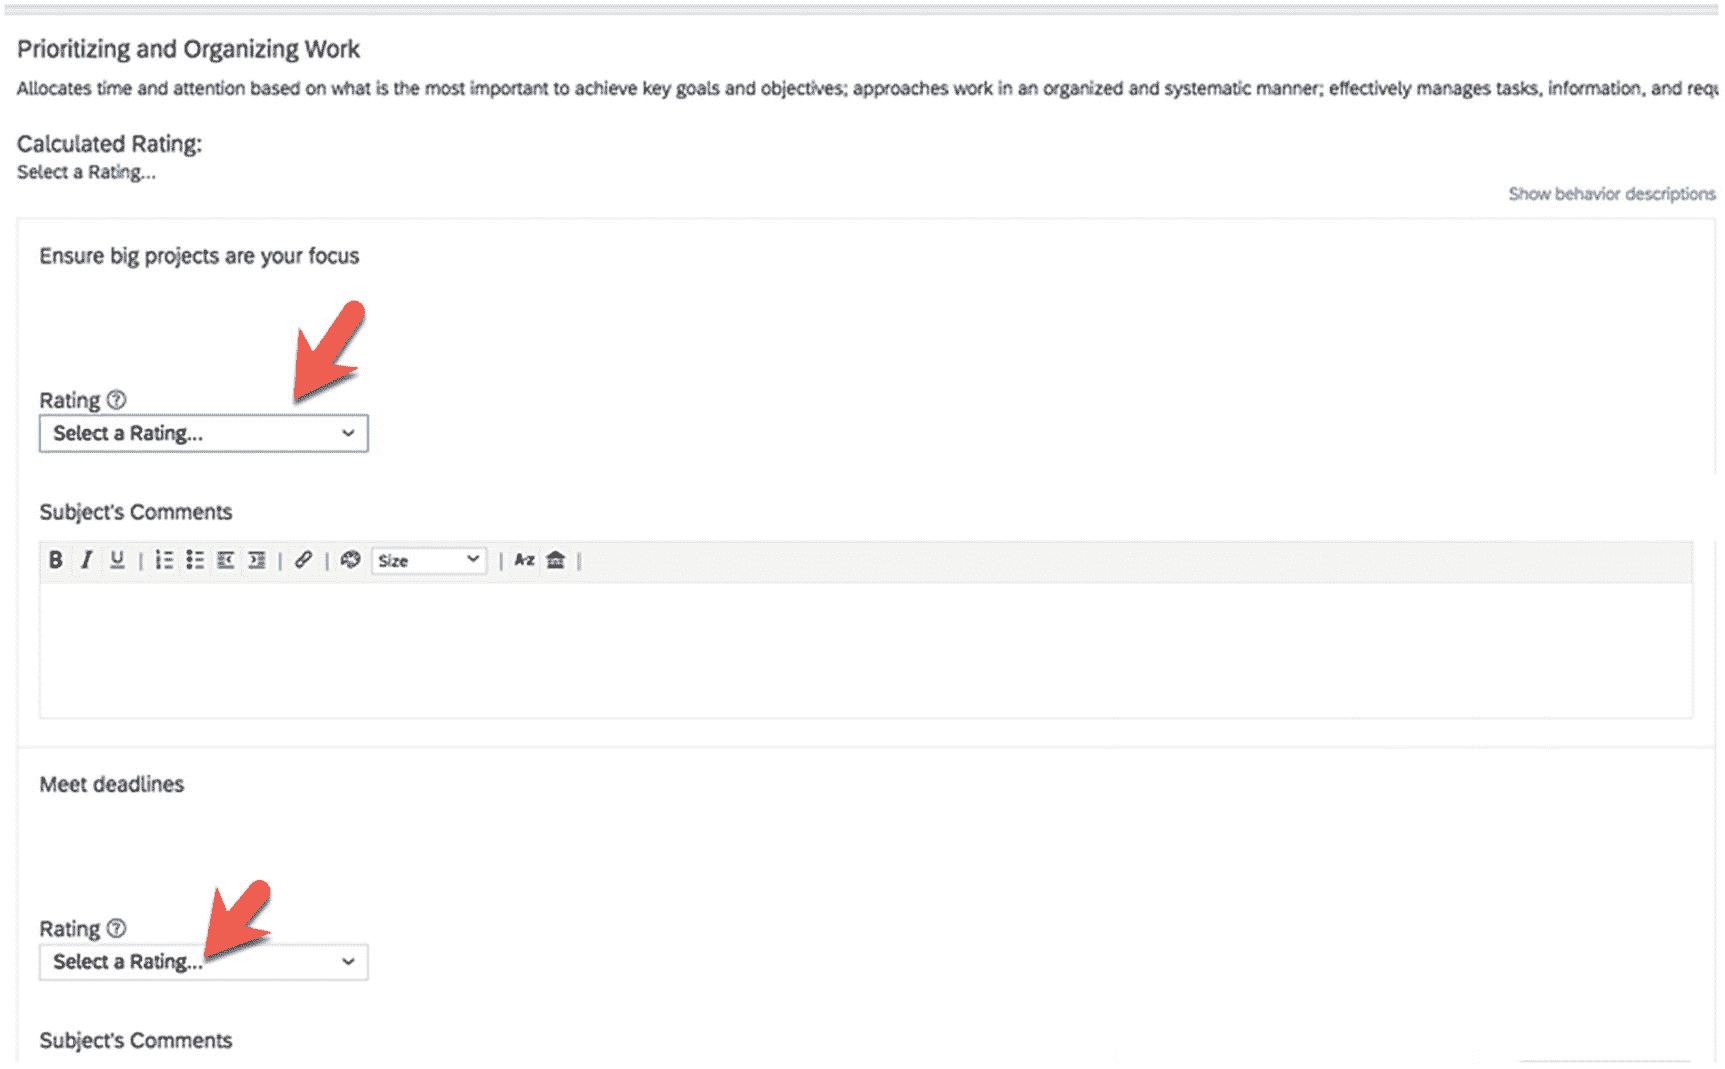 Prioritizing and Organizing Work
Allocates time and attention based on what is the most important to achieve key goals and objectives; approaches work in an organized and systematic manner; effectively manages tasks, information, and requ
Calculated Rating:
Select a Rating...
Show behavior descriptions
Ensure big projects are your focus
Rating ?
Select a Rating...
Subject's Comments
B I U | | | Size | A-z |
Meet deadlines
Rating ?
Select a Rating...
Subject's Comments